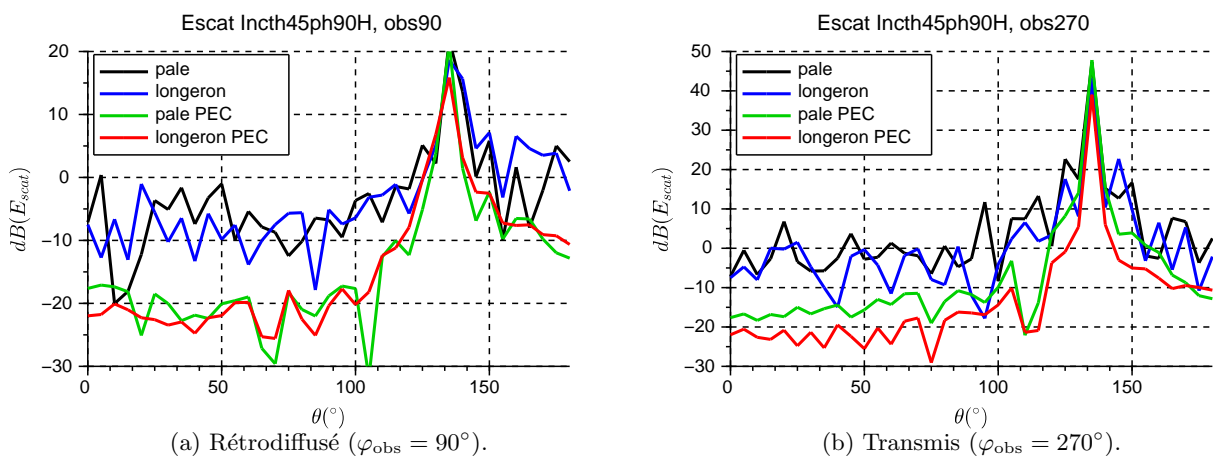 Escat Incth45ph90H, obs90
20
10
0
−10
−20
−30
0
50
100
150
dB(E_scat)
θ(°)
pale
longeron
pale PEC
longeron PEC
(a) Rétrodiffusé (φobs = 90°).
Escat Incth45ph90H, obs270
50
40
30
20
10
0
−10
−20
−30
0
50
100
150
dB(E_scat)
θ(°)
pale
longeron
pale PEC
longeron PEC
(b) Transmis (φobs = 270°).